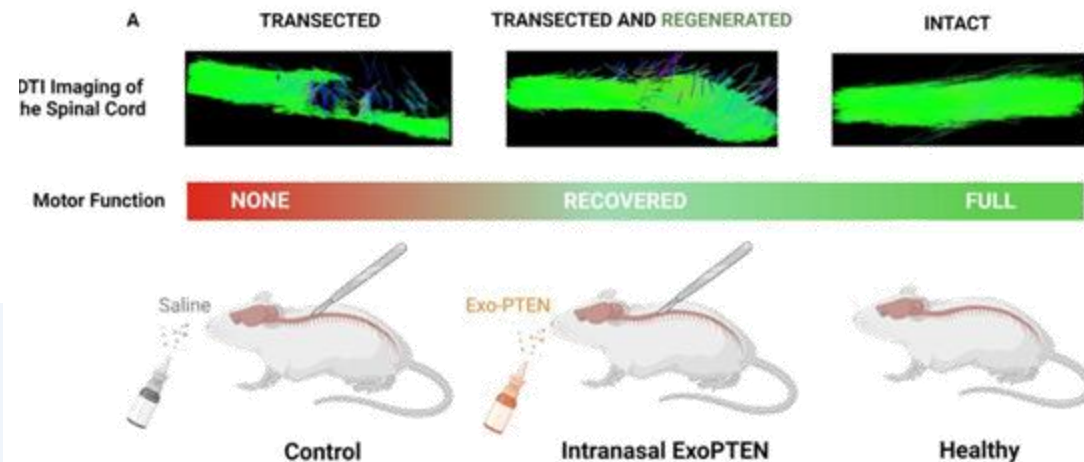 A
TRANSECTED
TRANSECTED AND REGENERATED
INTACT
DTI Imaging of
he Spinal Cord
Motor Function
NONE
RECOVERED
FULL
Saline
Exo-PTEN
Control
Intranasal ExoPTEN
Healthy